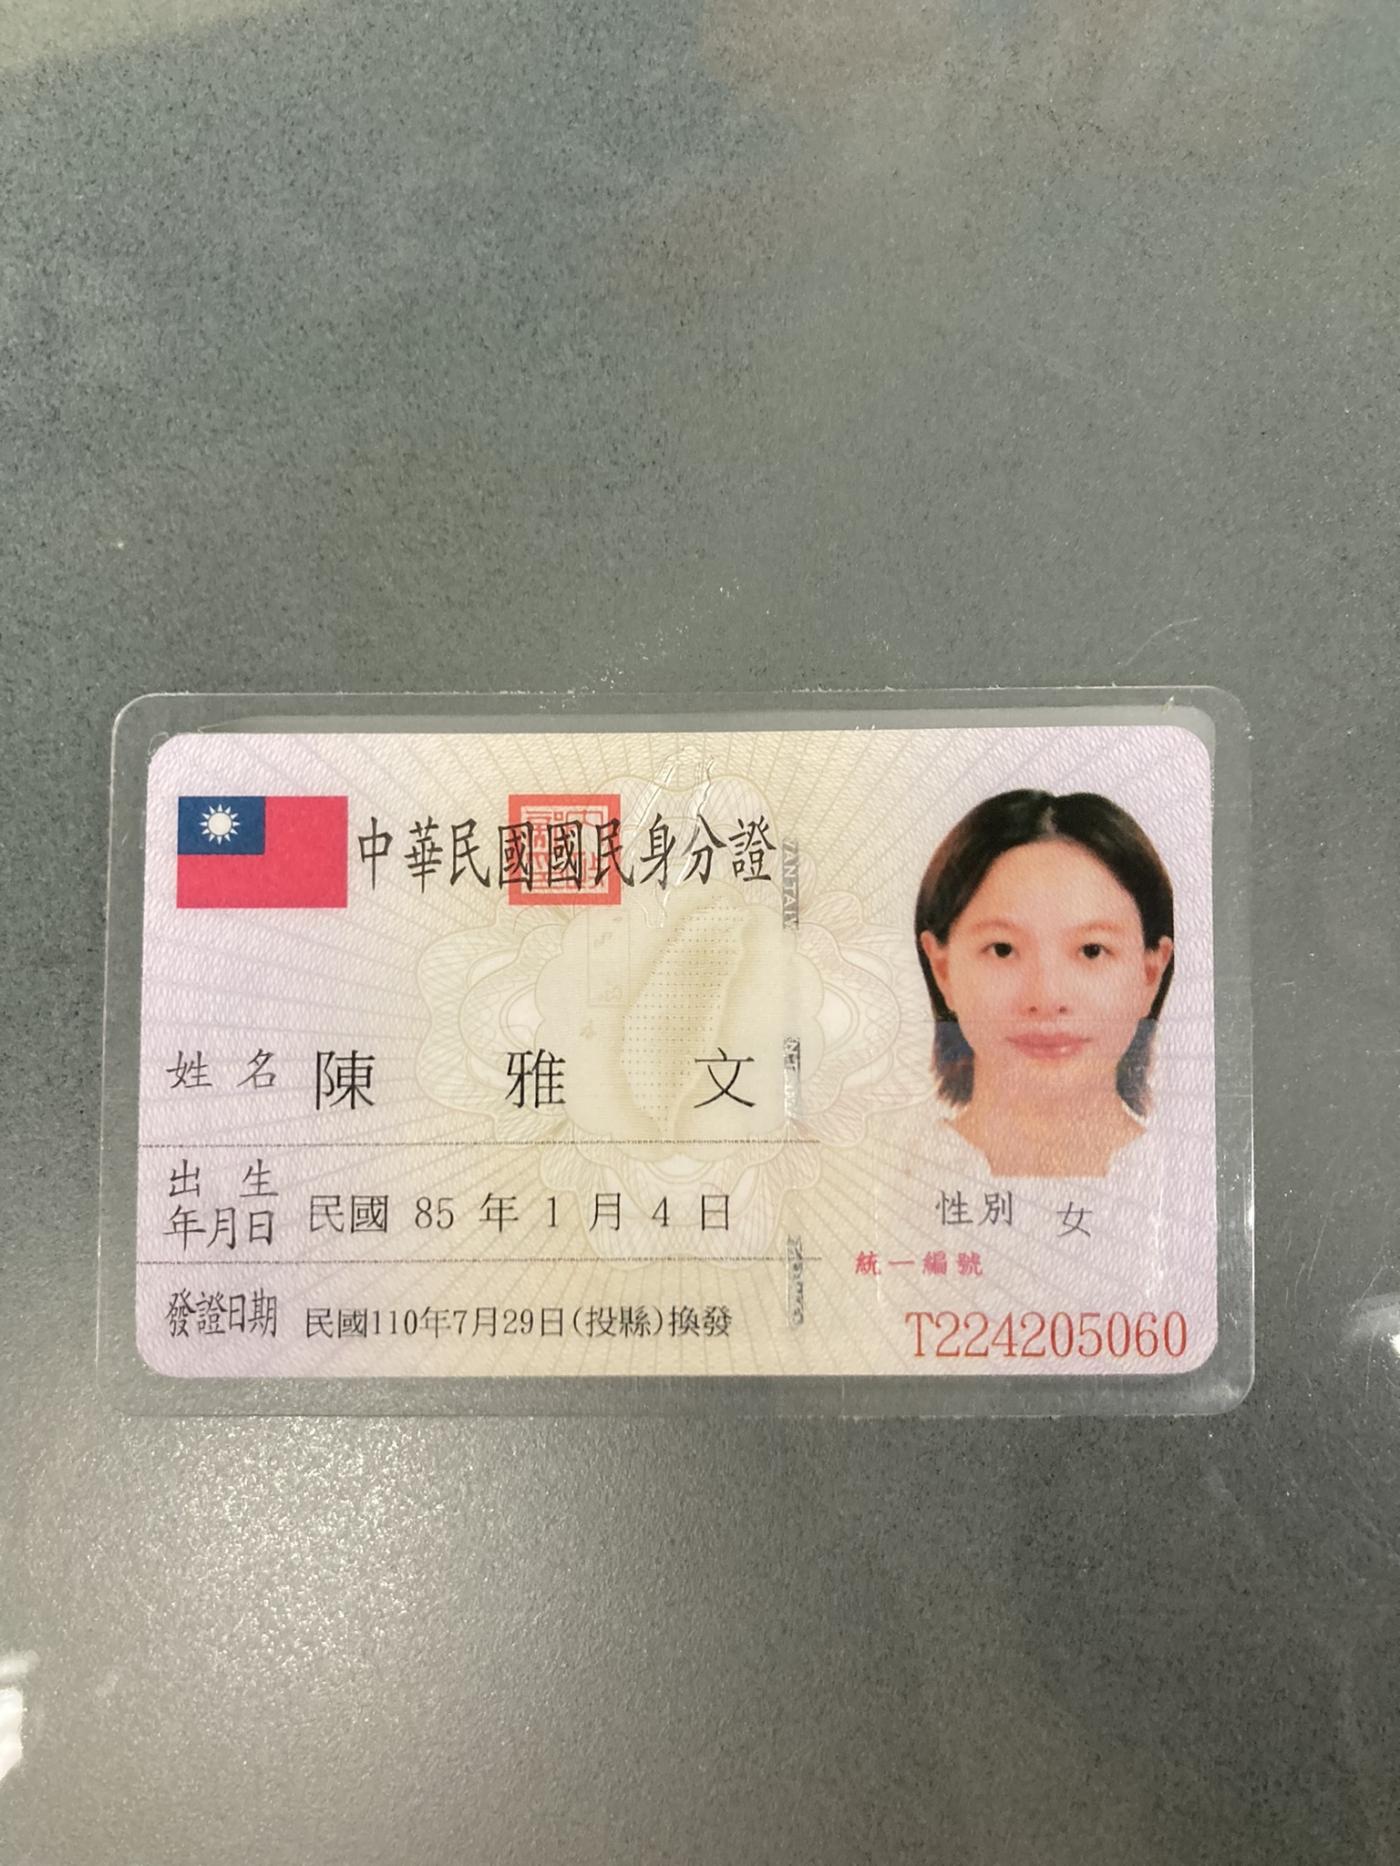 中華民國國民身分證
姓名 陳雅文
出生年月日 民國 85 年 1 月 4 日
性別 女
發證日期 民國110年7月29日(投縣)換發
統一編號
T224205060